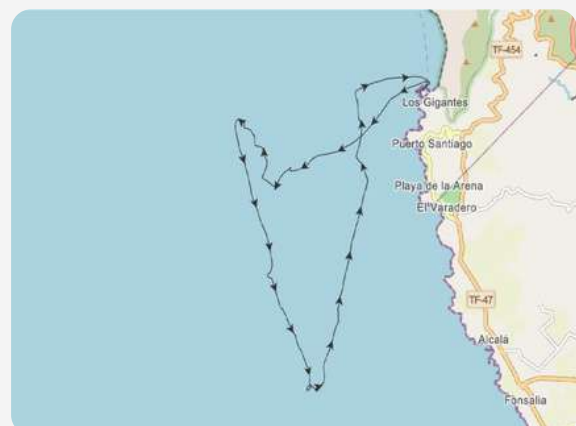 TF-454
Los Gigantes
Puerto Santiago
Playa de la Arena
El Varadero
TF-47
Alcalá
Fonsalia